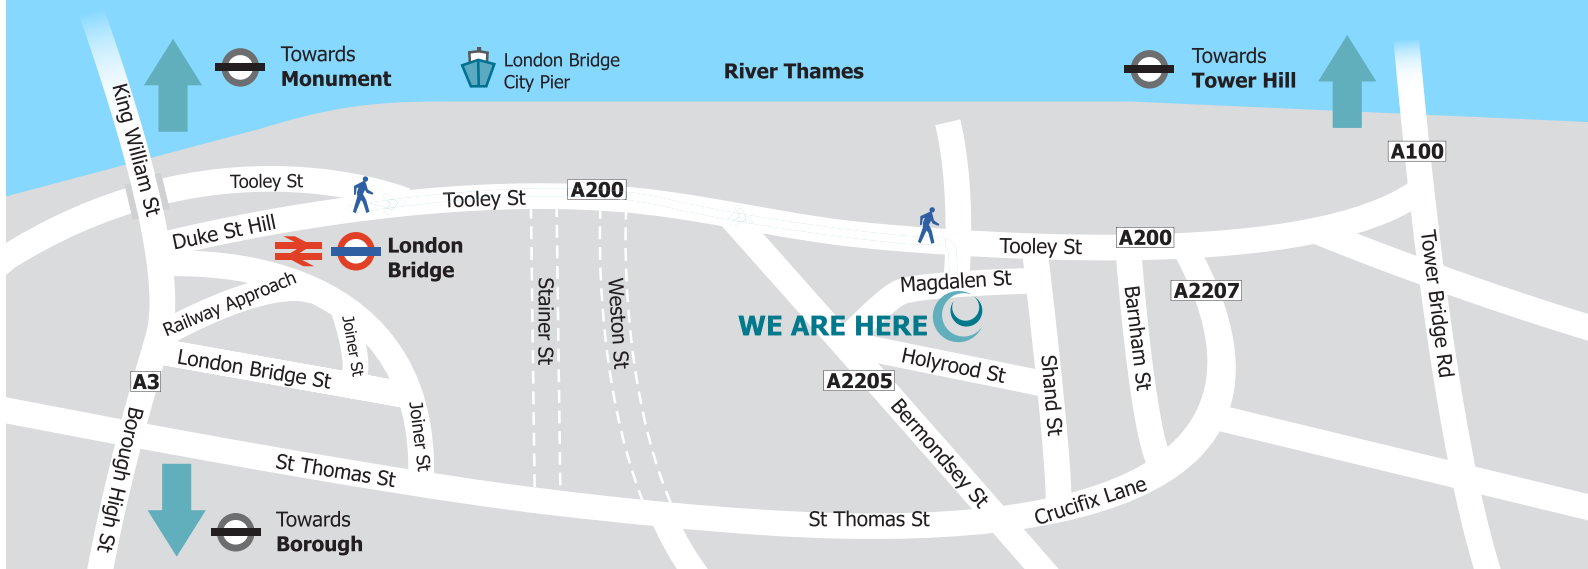 Towards
Monument
London Bridge
City Pier
River Thames
Towards
Tower Hill
King William St
A100
Tooley St
A200
Tooley St
Duke St Hill
London
Bridge
Tooley St
A200
Railway Approach
Magdalen St
A2207
Stainer St
Weston St
WE ARE HERE
Barnham St
Tower Bridge Rd
Joiner St
London Bridge St
A3
Holyrood St
A2205
Shand St
Borough High St
Joiner St
Bermondsey St
St Thomas St
Crucifix Lane
St Thomas St
Towards
Borough